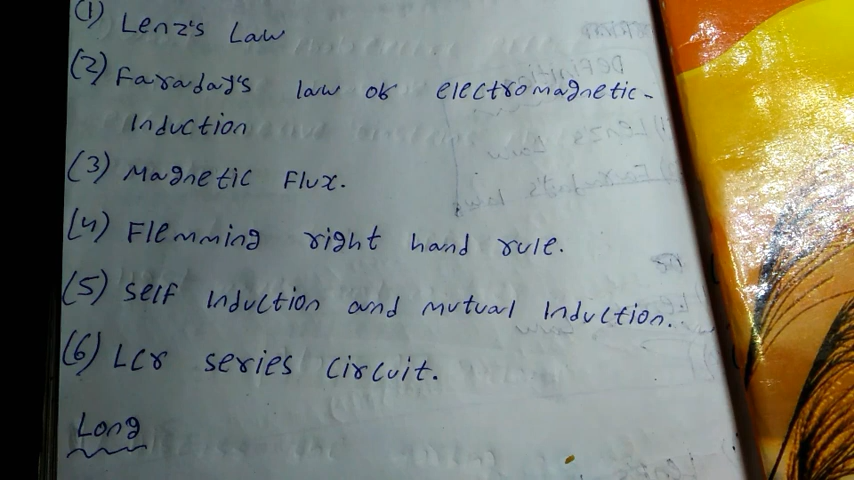 (1) Lenz's Law
(2) Faraday's law of electromagnetic-
Induction
(3) Magnetic Flux.
(4) Flemming right hand rule.
(5) Self Induction and mutual Induction.
(6) LCR series circuit.
Long